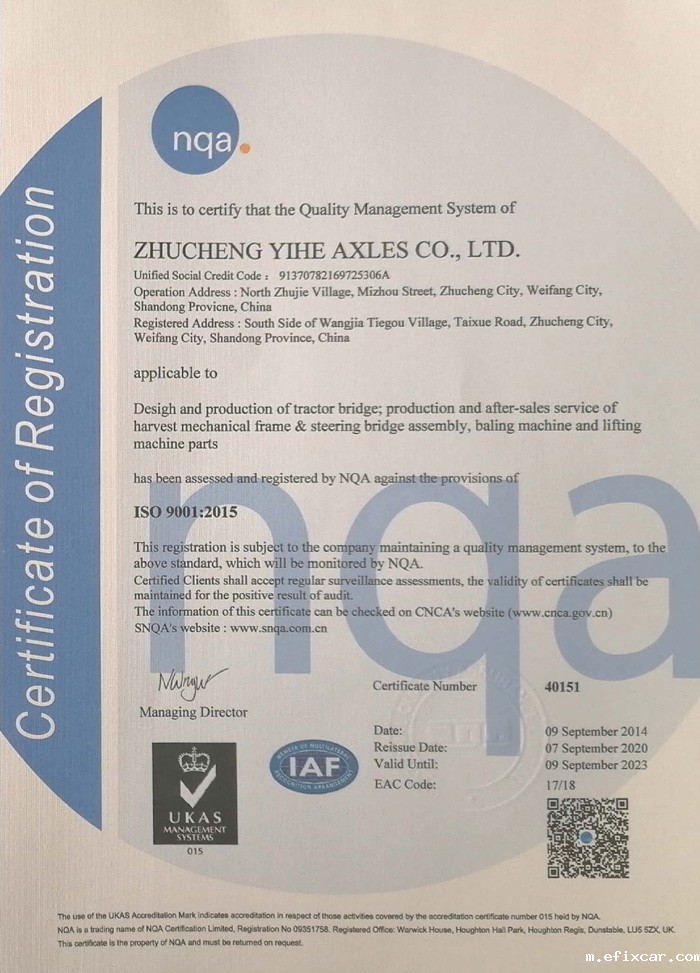 nqa.
Certificate of Registration
This is to certify that the Quality Management System of
ZHUCHENG YIHE AXLES CO., LTD.
Unified Social Credit Code : 91370782169725306A
Operation Address : North Zhujie Village, Mizhou Street, Zhucheng City, Weifang City,
Shandong Provicne, China
Registered Address : South Side of Wangjia Tiegou Village, Taixue Road, Zhucheng City,
Weifang City, Shandong Province, China
applicable to
Desigh and production of tractor bridge; production and after-sales service of
harvest mechanical frame & steering bridge assembly, baling machine and lifting
machine parts
has been assessed and registered by NQA against the provisions of
nqa
ISO 9001:2015
This registration is subject to the company maintaining a quality management system, to the
above standard, which will be monitored by NQA.
Certified Clients shall accept regular surveillance assessments, the validity of certificates shall be
maintained for the positive result of audit.
The information of this certificate can be checked on CNCA's website (www.cnca.gov.cn)
SNQA's website : www.snqa.com.cn
Managing Director
Certificate Number 40151
Date: 09 September 2014
Reissue Date: 07 September 2020
Valid Until: 09 September 2023
EAC Code: 17/18
UKAS
MANAGEMENT
SYSTEMS
015
MEMBER OF MULTILATERAL
IAF
RECOGNITION ARRANGEMENT
The use of the UKAS Accreditation Mark indicates accreditation in respect of those activities covered by the accreditation certificate number 015 held by NQA.
NQA is a trading name of NQA Certification Limited, Registration No 09351758. Registered Office: Warwick House, Houghton Hall Park, Houghton Regis, Dunstable, LU5 5ZX, UK.
This certificate is the property of NQA and must be returned on request.
m.efixcar.com